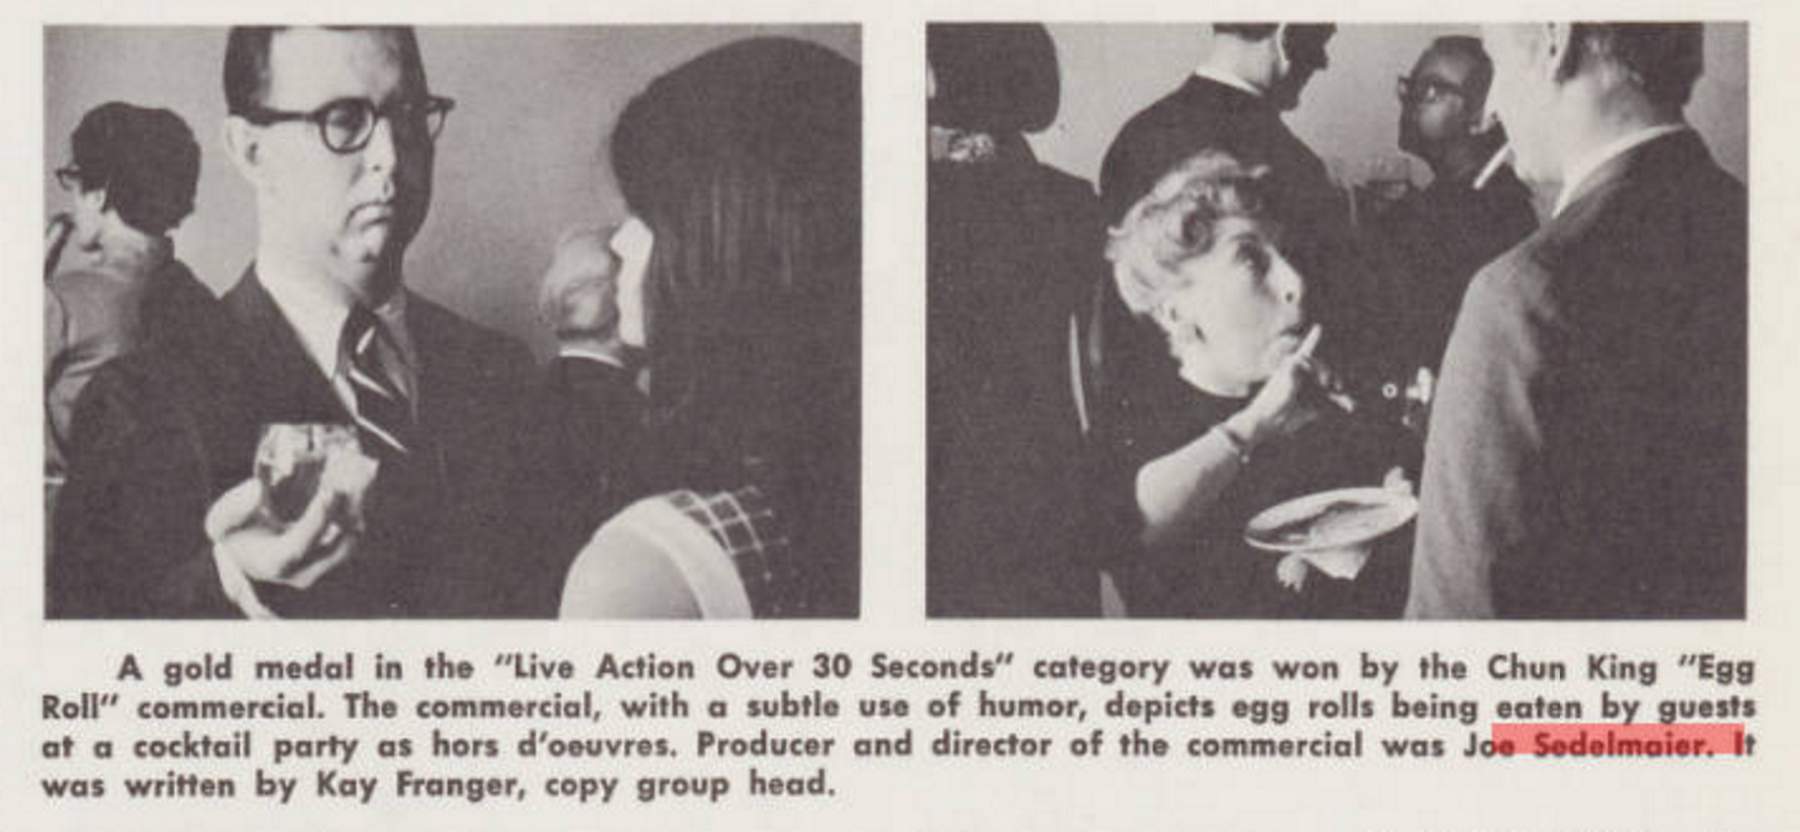 A gold medal in the "Live Action Over 30 Seconds" category was won by the Chun King "Egg
Roll" commercial. The commercial, with a subtle use of humor, depicts egg rolls being eaten by guests
at a cocktail party as hors d'oeuvres. Producer and director of the commercial was Joe Sedelmaier. It
was written by Kay Franger, copy group head.